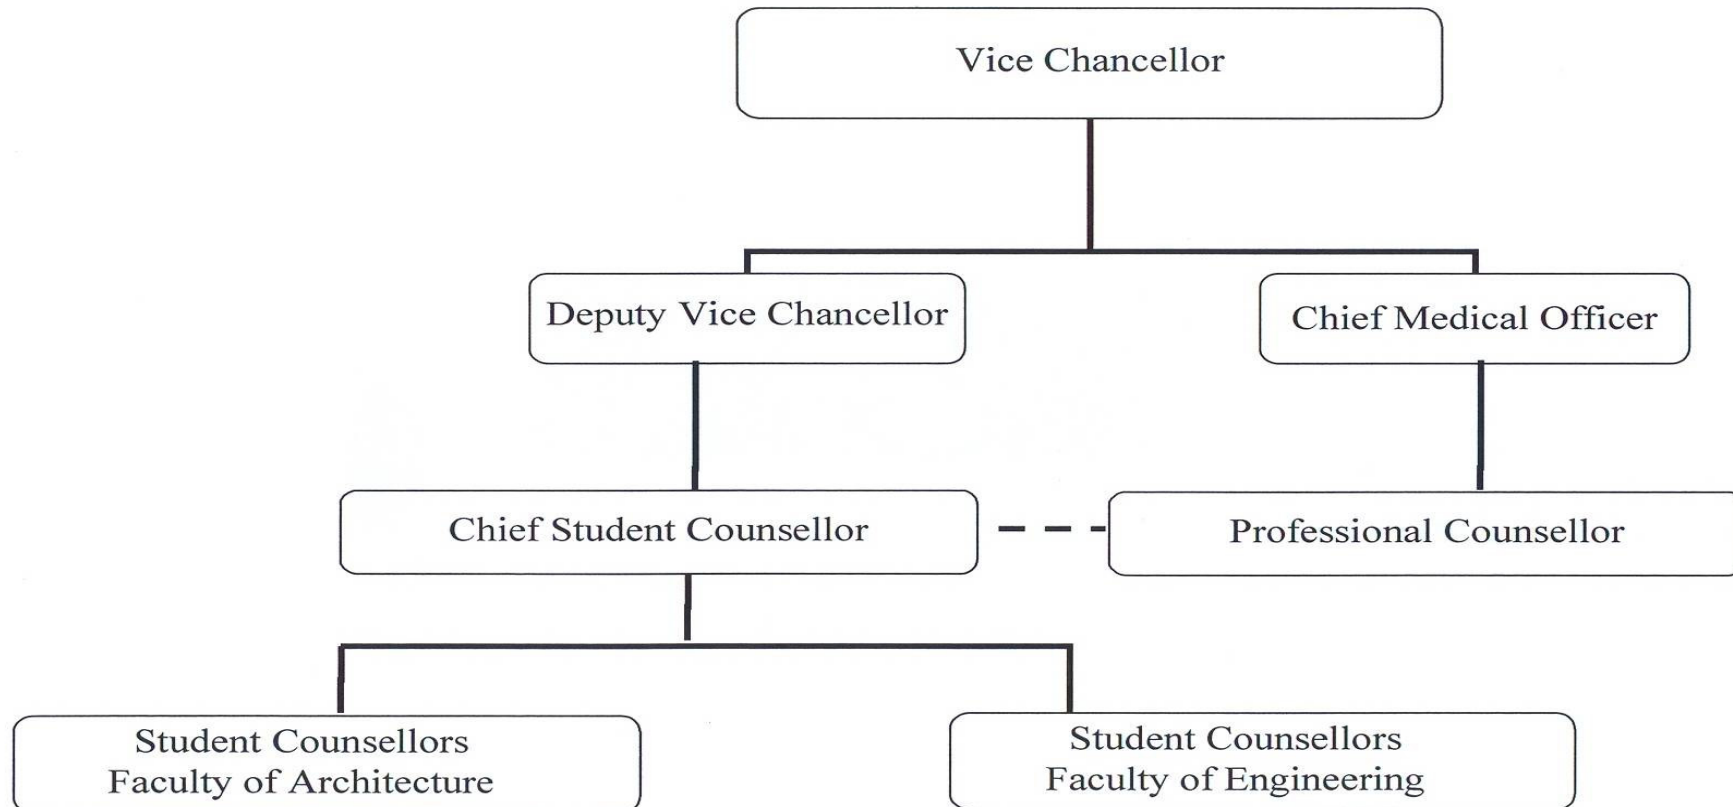 Vice Chancellor
Deputy Vice Chancellor
Chief Medical Officer
Chief Student Counsellor
Professional Counsellor
Student Counsellors
Faculty of Architecture
Student Counsellors
Faculty of Engineering